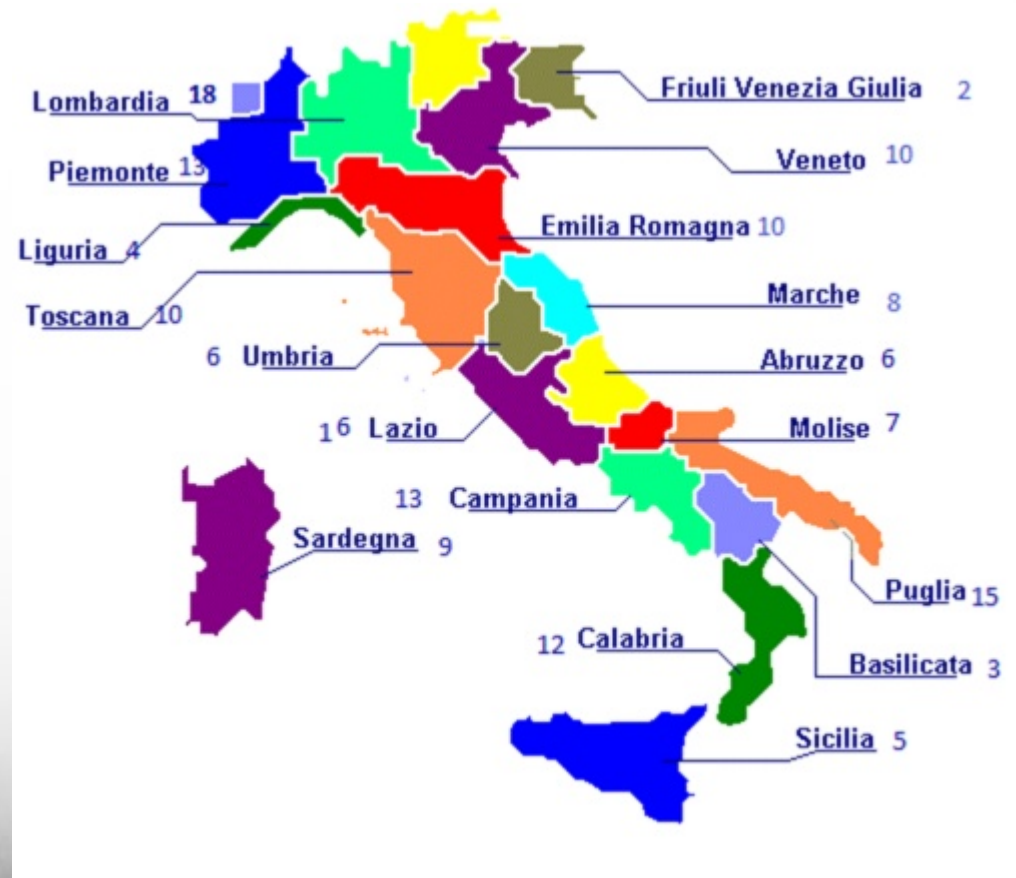 Lombardia 18
Friuli Venezia Giulia 2
Piemonte 13
Veneto 10
Liguria 4
Emilia Romagna 10
Toscana 10
Marche 8
6 Umbria
Abruzzo 6
16 Lazio
Molise 7
13 Campania
Sardegna 9
Puglia 15
12 Calabria
Basilicata 3
Sicilia 5